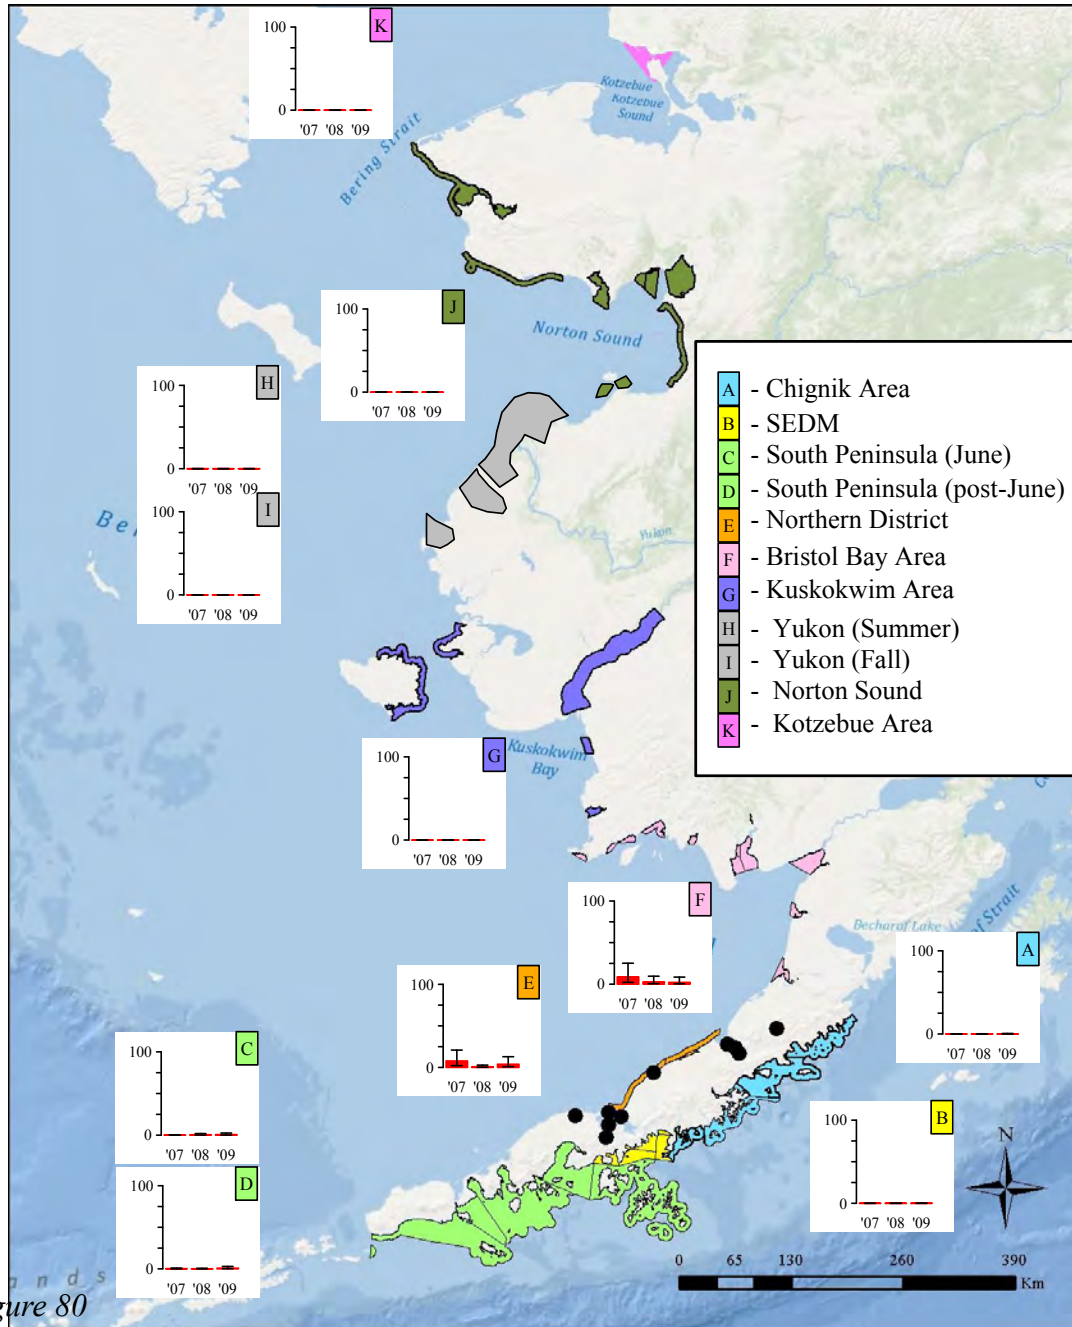 K
100
0
'07 '08 '09
Kotzebue
Kotzebue
Sound
Bering Strait
J
100
0
'07 '08 '09
Norton Sound
H
100
0
'07 '08 '09
I
100
0
'07 '08 '09
Ber
Yukon
A - Chignik Area
B - SEDM
C - South Peninsula (June)
D - South Peninsula (post-June)
E - Northern District
F - Bristol Bay Area
G - Kuskokwim Area
H - Yukon (Summer)
I - Yukon (Fall)
J - Norton Sound
K - Kotzebue Area
G
100
0
'07 '08 '09
Kuskokwim
Bay
F
100
0
'07 '08 '09
Becharof Lake
of Strait
A
100
0
'07 '08 '09
E
100
0
'07 '08 '09
C
100
0
'07 '08 '09
B
100
0
'07 '08 '09
D
100
0
'07 '08 '09
N
0 65 130 260 390
Km
ands
gure 80